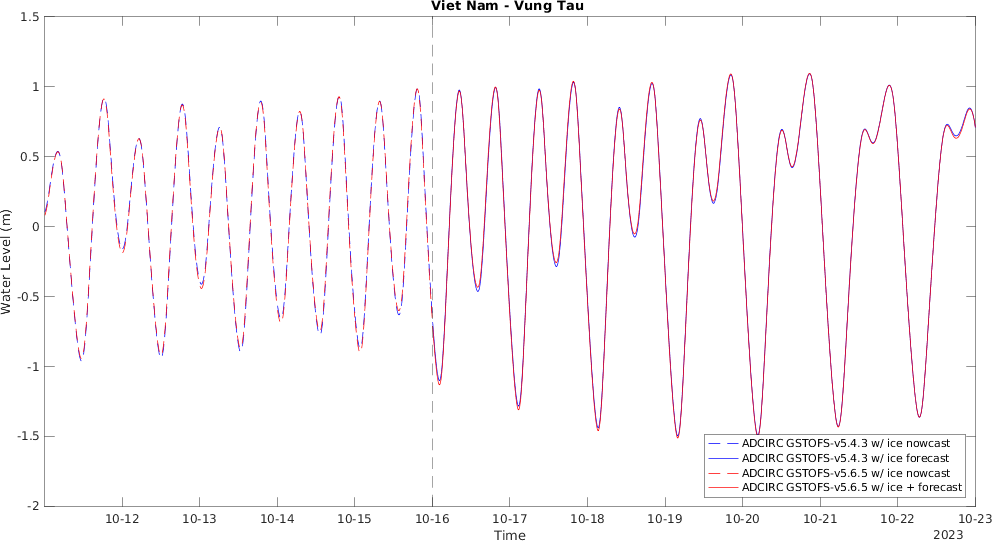 Viet Nam - Vung Tau
1.5
1
0.5
0
-0.5
-1
-1.5
-2
Water Level (m)
ADCIRC GSTOFS-v5.4.3 w/ ice nowcast
ADCIRC GSTOFS-v5.4.3 w/ ice forecast
ADCIRC GSTOFS-v5.6.5 w/ ice nowcast
ADCIRC GSTOFS-v5.6.5 w/ ice + forecast
10-12 10-13 10-14 10-15 10-16 10-17 10-18 10-19 10-20 10-21 10-22 10-23
Time
2023